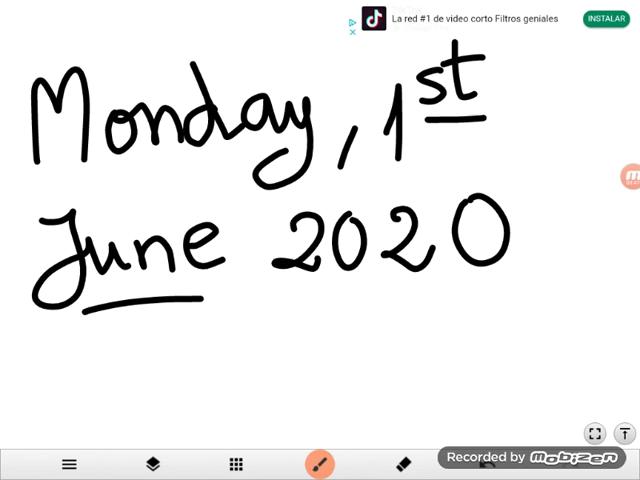 La red #1 de video corto Filtros geniales
INSTALAR
Monday, 1st
June 2020
Recorded by MOBIZEN